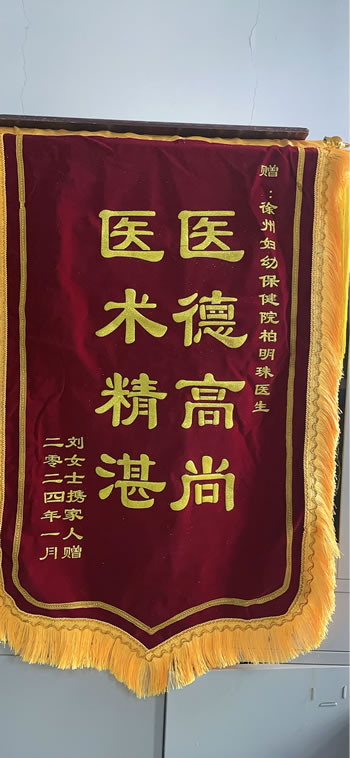 赠：徐州妇幼保健院柏明珠医生
医德高尚
医术精湛
刘女士携家人赠
二零二四年一月